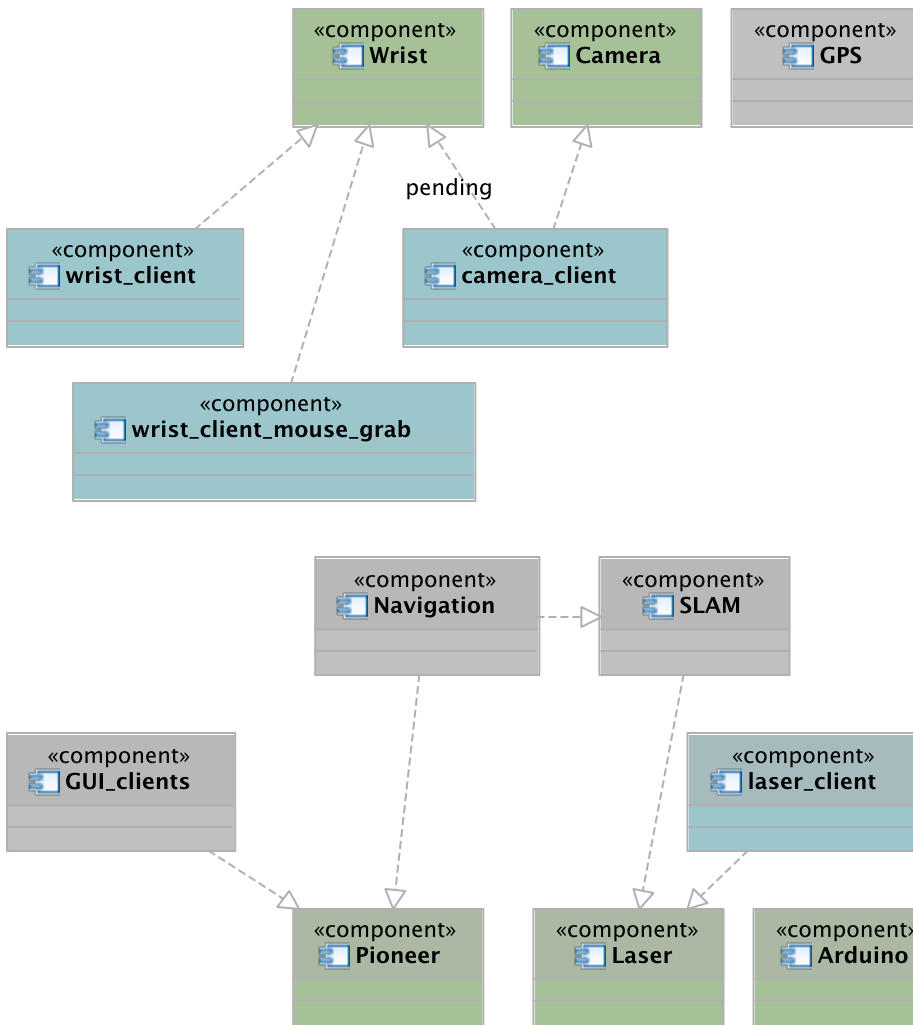 «component»
Wrist
«component»
Camera
«component»
GPS
pending
«component»
wrist_client
«component»
camera_client
«component»
wrist_client_mouse_grab
«component»
Navigation
«component»
SLAM
«component»
GUI_clients
«component»
laser_client
«component»
Pioneer
«component»
Laser
«component»
Arduino